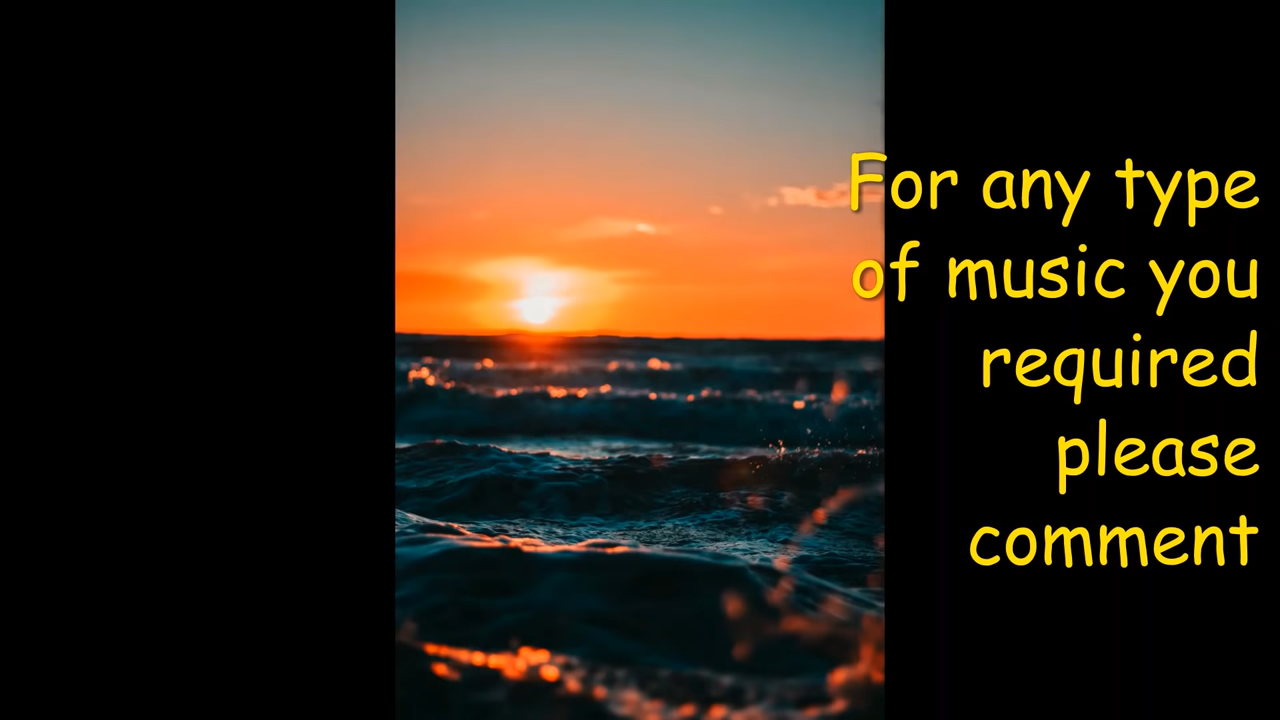 For any type
of music you
required
please
comment